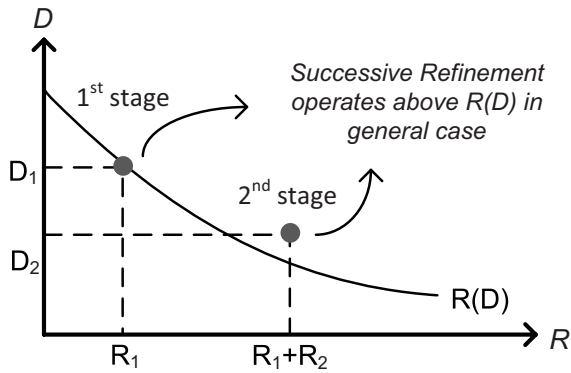 D
Successive Refinement
operates above R(D) in
general case
1st stage
D1
2nd stage
D2
R(D)
R1
R1+R2
R